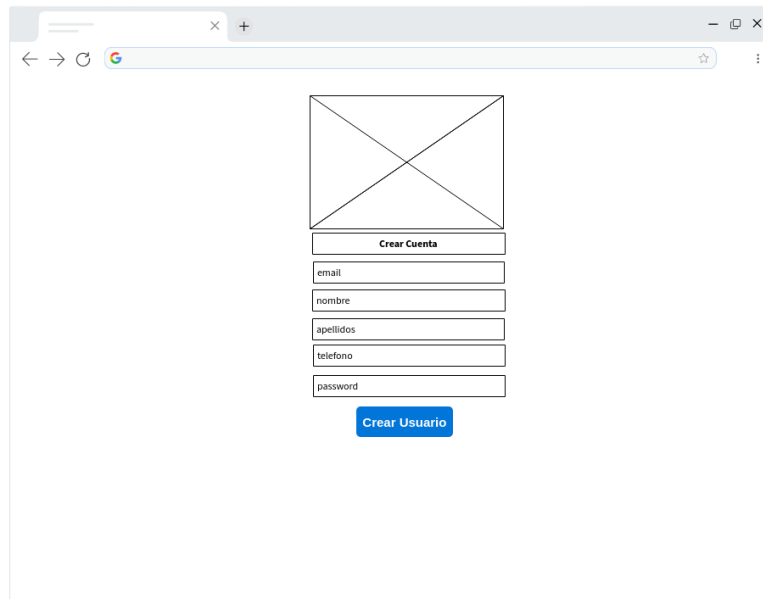 Crear Cuenta
email
nombre
apellidos
telefono
password
Crear Usuario